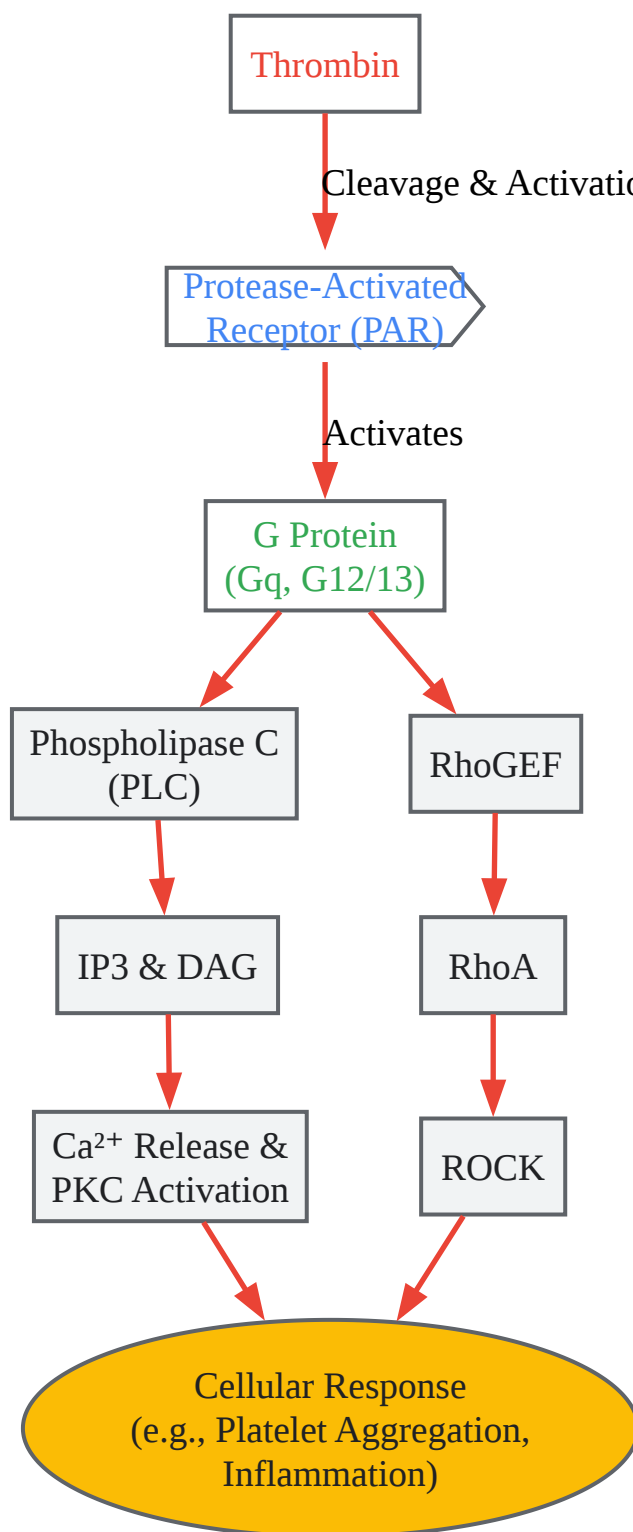 Thrombin
Cleavage & Activatio
Protease-Activated
Receptor (PAR)
Activates
G Protein
(Gq, G12/13)
Phospholipase C
(PLC)
RhoGEF
IP3 & DAG
RhoA
Ca²⁺ Release &
PKC Activation
ROCK
Cellular Response
(e.g., Platelet Aggregation,
Inflammation)